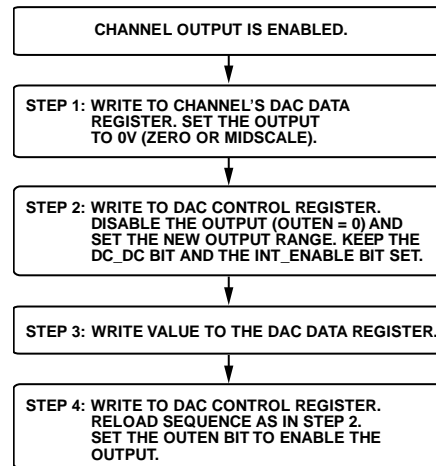 CHANNEL OUTPUT IS ENABLED.
STEP 1: WRITE TO CHANNEL'S DAC DATA
REGISTER. SET THE OUTPUT
TO 0V (ZERO OR MIDSCALE).
STEP 2: WRITE TO DAC CONTROL REGISTER.
DISABLE THE OUTPUT (OUTEN = 0) AND
SET THE NEW OUTPUT RANGE. KEEP THE
DC_DC BIT AND THE INT_ENABLE BIT SET.
STEP 3: WRITE VALUE TO THE DAC DATA REGISTER.
STEP 4: WRITE TO DAC CONTROL REGISTER.
RELOAD SEQUENCE AS IN STEP 2.
SET THE OUTEN BIT TO ENABLE THE
OUTPUT.